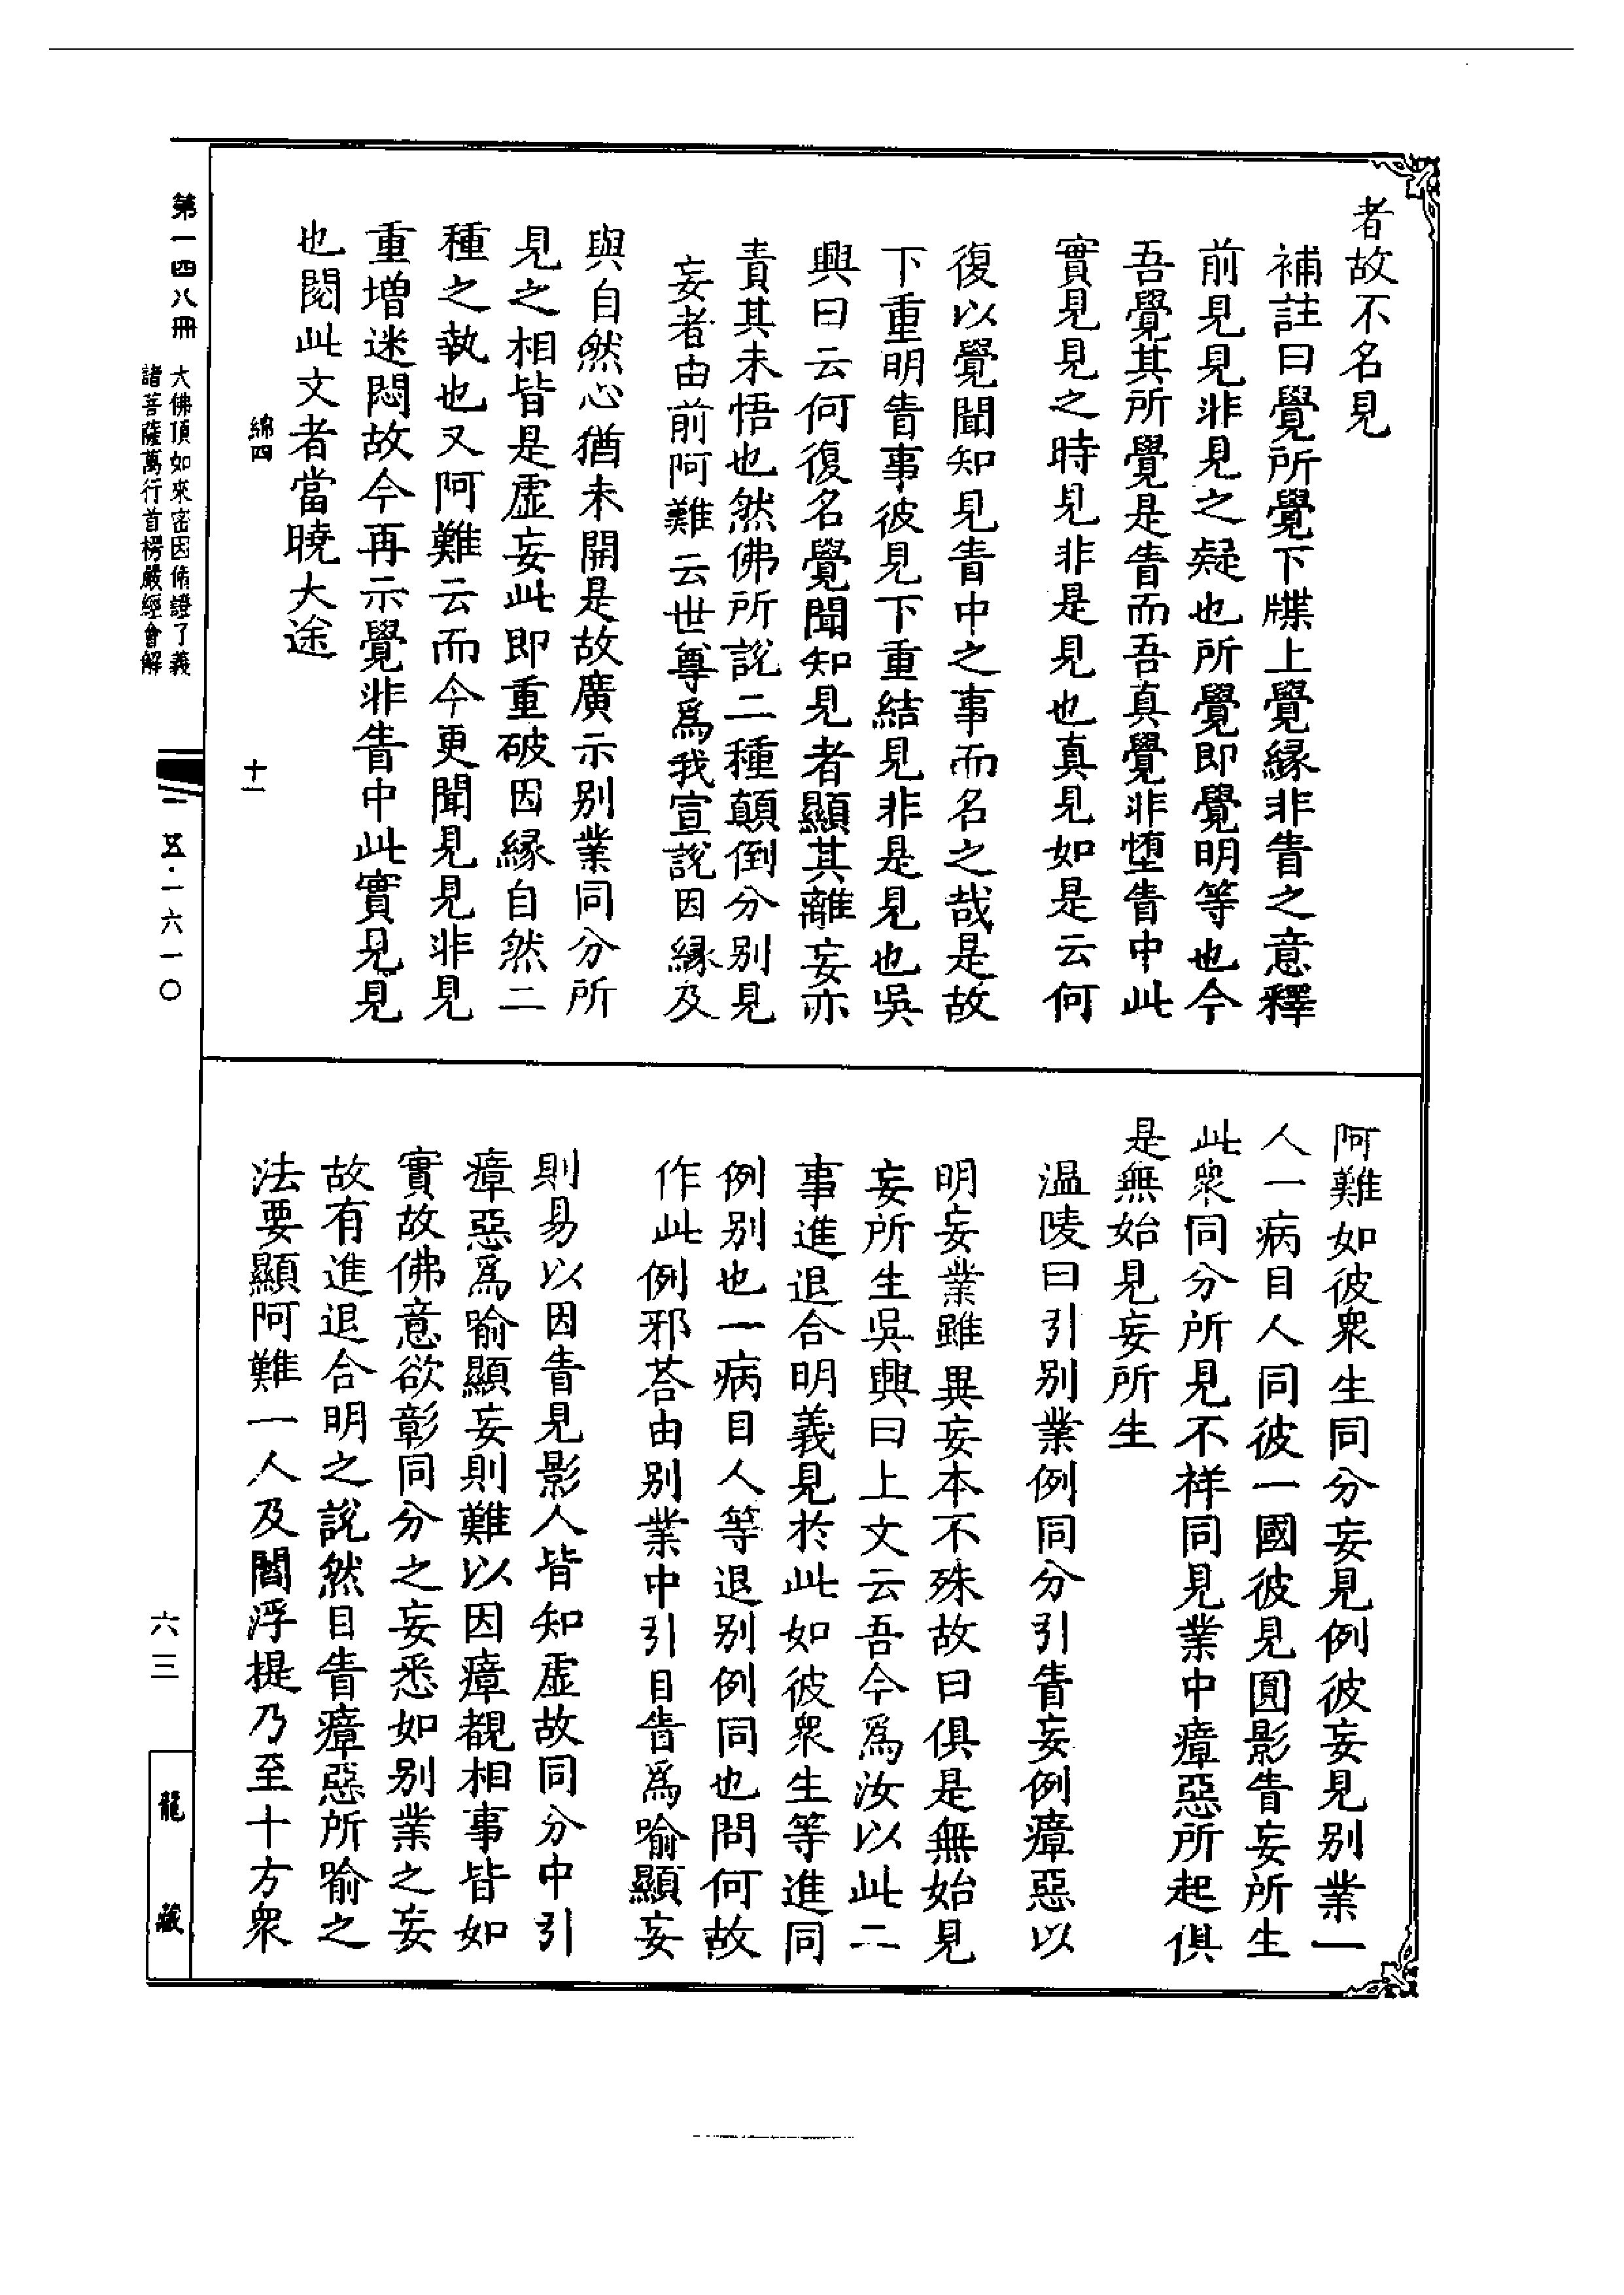 者故不名見
補註曰覺所覺下牒上覺緣非眚之意釋
前見見非見之疑也所覺即覺明等也今
吾覺其所覺是眚而吾真覺非墮眚中此
實見見之時見非是見也真見如是云何
復以覺聞知見眚中之事而名之哉是故
下重明眚事彼見下重結見非是見也吳
興曰云何復名覺聞知見者顯其離妄亦
責其未悟也然佛所說二種顛倒分別見
妄者由前阿難云世尊為我宣說因緣及
與自然心猶未開是故廣示別業同分所
見之相皆是虛妄此即重破因緣自然二
種之執也又阿難云而今更聞見見非見
重增迷悶故今再示覺非眚中此實見見
也閱此文者當曉大途
綿四
十一
阿難如彼眾生同分妄見例彼妄見別業一
人一病目人同彼一國彼見圓影眚妄所生
此眾同分所見不祥同見業中瘴惡所起俱
是無始見妄所生
溫陵曰引別業例同分引眚妄例瘴惡以
明妄業雖異妄本不殊故曰俱是無始見
妄所生吳興曰上文云吾今為汝以此二
事進退合明義見於此如彼眾生等進同
例別也一病目人等退別例同也問何故
作此例邪荅由別業中引目眚為喻顯妄
則易以因眚見影人皆知虛故同分中引
瘴惡為喻顯妄則難以因瘴覩相事皆如
實故佛意欲彰同分之妄悉如別業之妄
故有進退合明之說然目眚瘴惡所喻之
法要顯阿難一人及閻浮提乃至十方眾
第一四八冊
大佛頂如來密因脩證了義
諸菩薩萬行首楞嚴經會解
一五·一六一〇
六三
龍藏